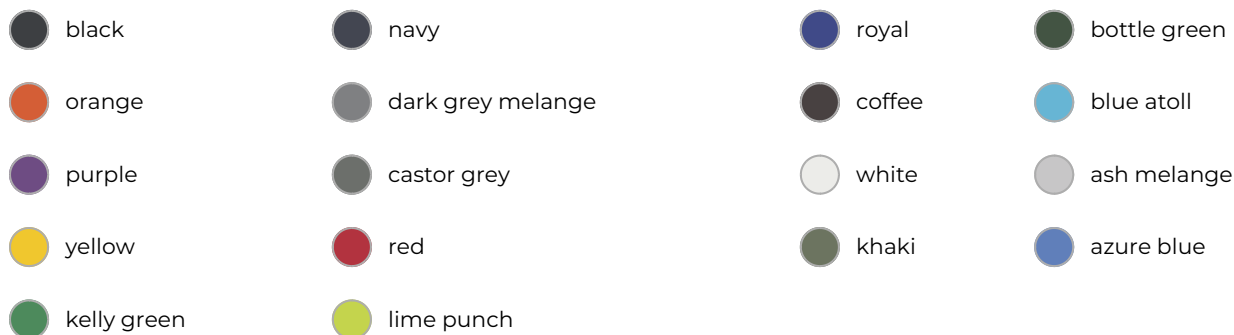 black
orange
purple
yellow
kelly green
navy
dark grey melange
castor grey
red
lime punch
royal
coffee
white
khaki
bottle green
blue atoll
ash melange
azure blue